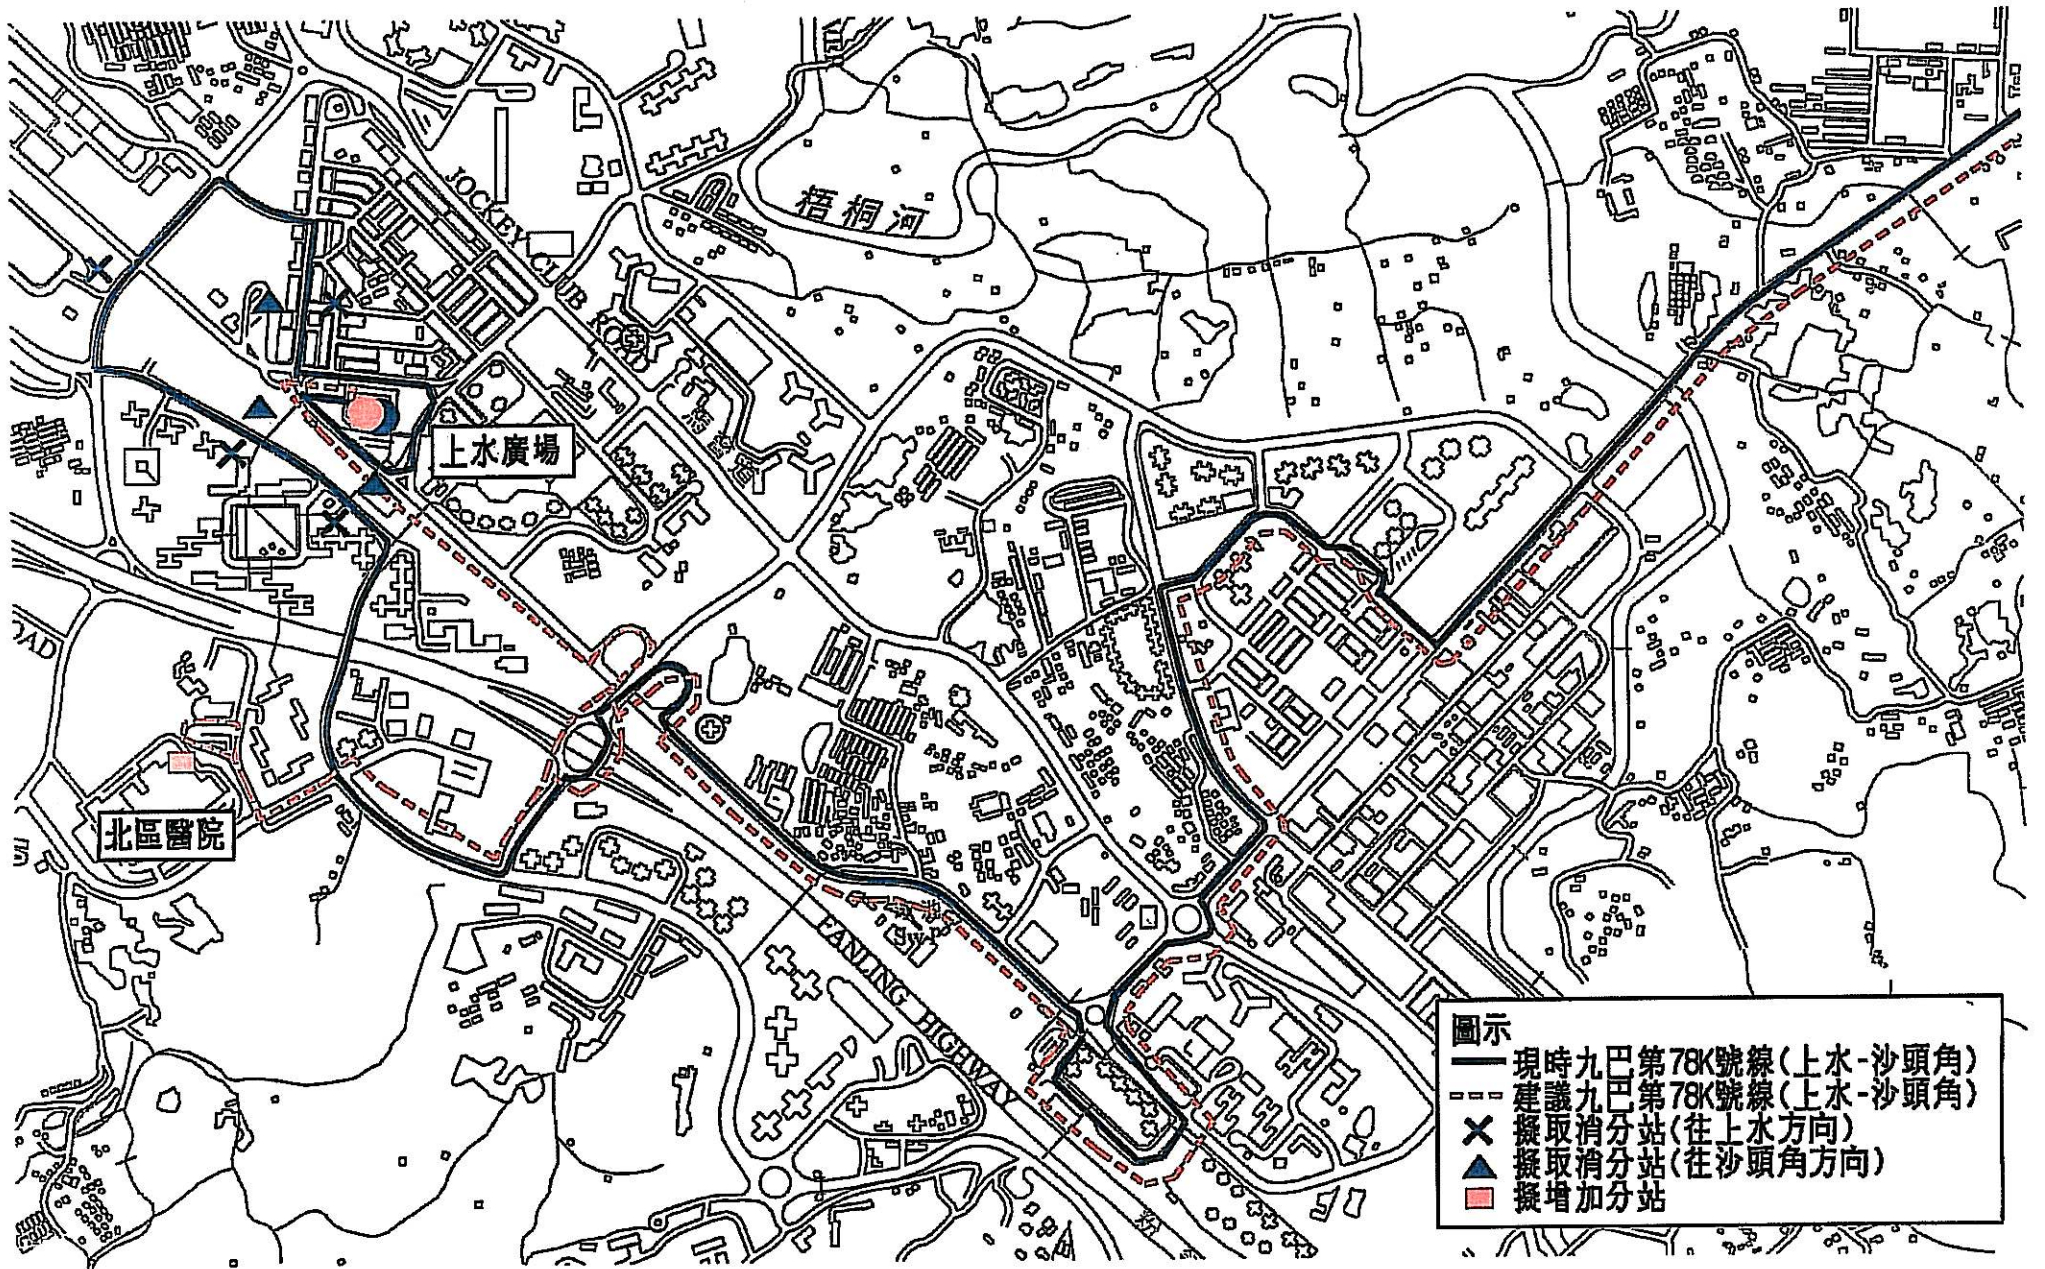 JOCKEY CLUB ROAD
梧桐河
上水廣場
北區醫院
FANLING HIGHWAY
圖示
現時九巴第78K號線(上水-沙頭角)
建議九巴第78K號線(上水-沙頭角)
擬取消分站(往上水方向)
擬取消分站(往沙頭角方向)
擬增加分站